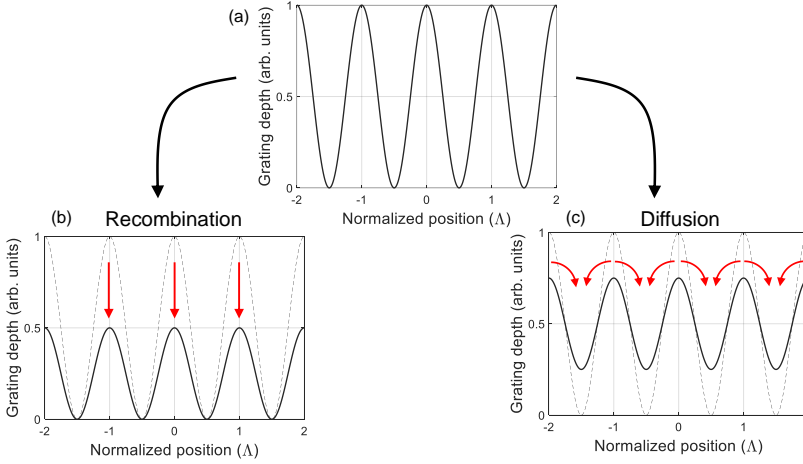 (a)
Grating depth (arb. units)
1
0.5
0
-2 -1 0 1 2
Normalized position (Λ)
(b) Recombination
Grating depth (arb. units)
1
0.5
0
-2 -1 0 1 2
Normalized position (Λ)
(c) Diffusion
Grating depth (arb. units)
1
0.5
0
-2 -1 0 1 2
Normalized position (Λ)